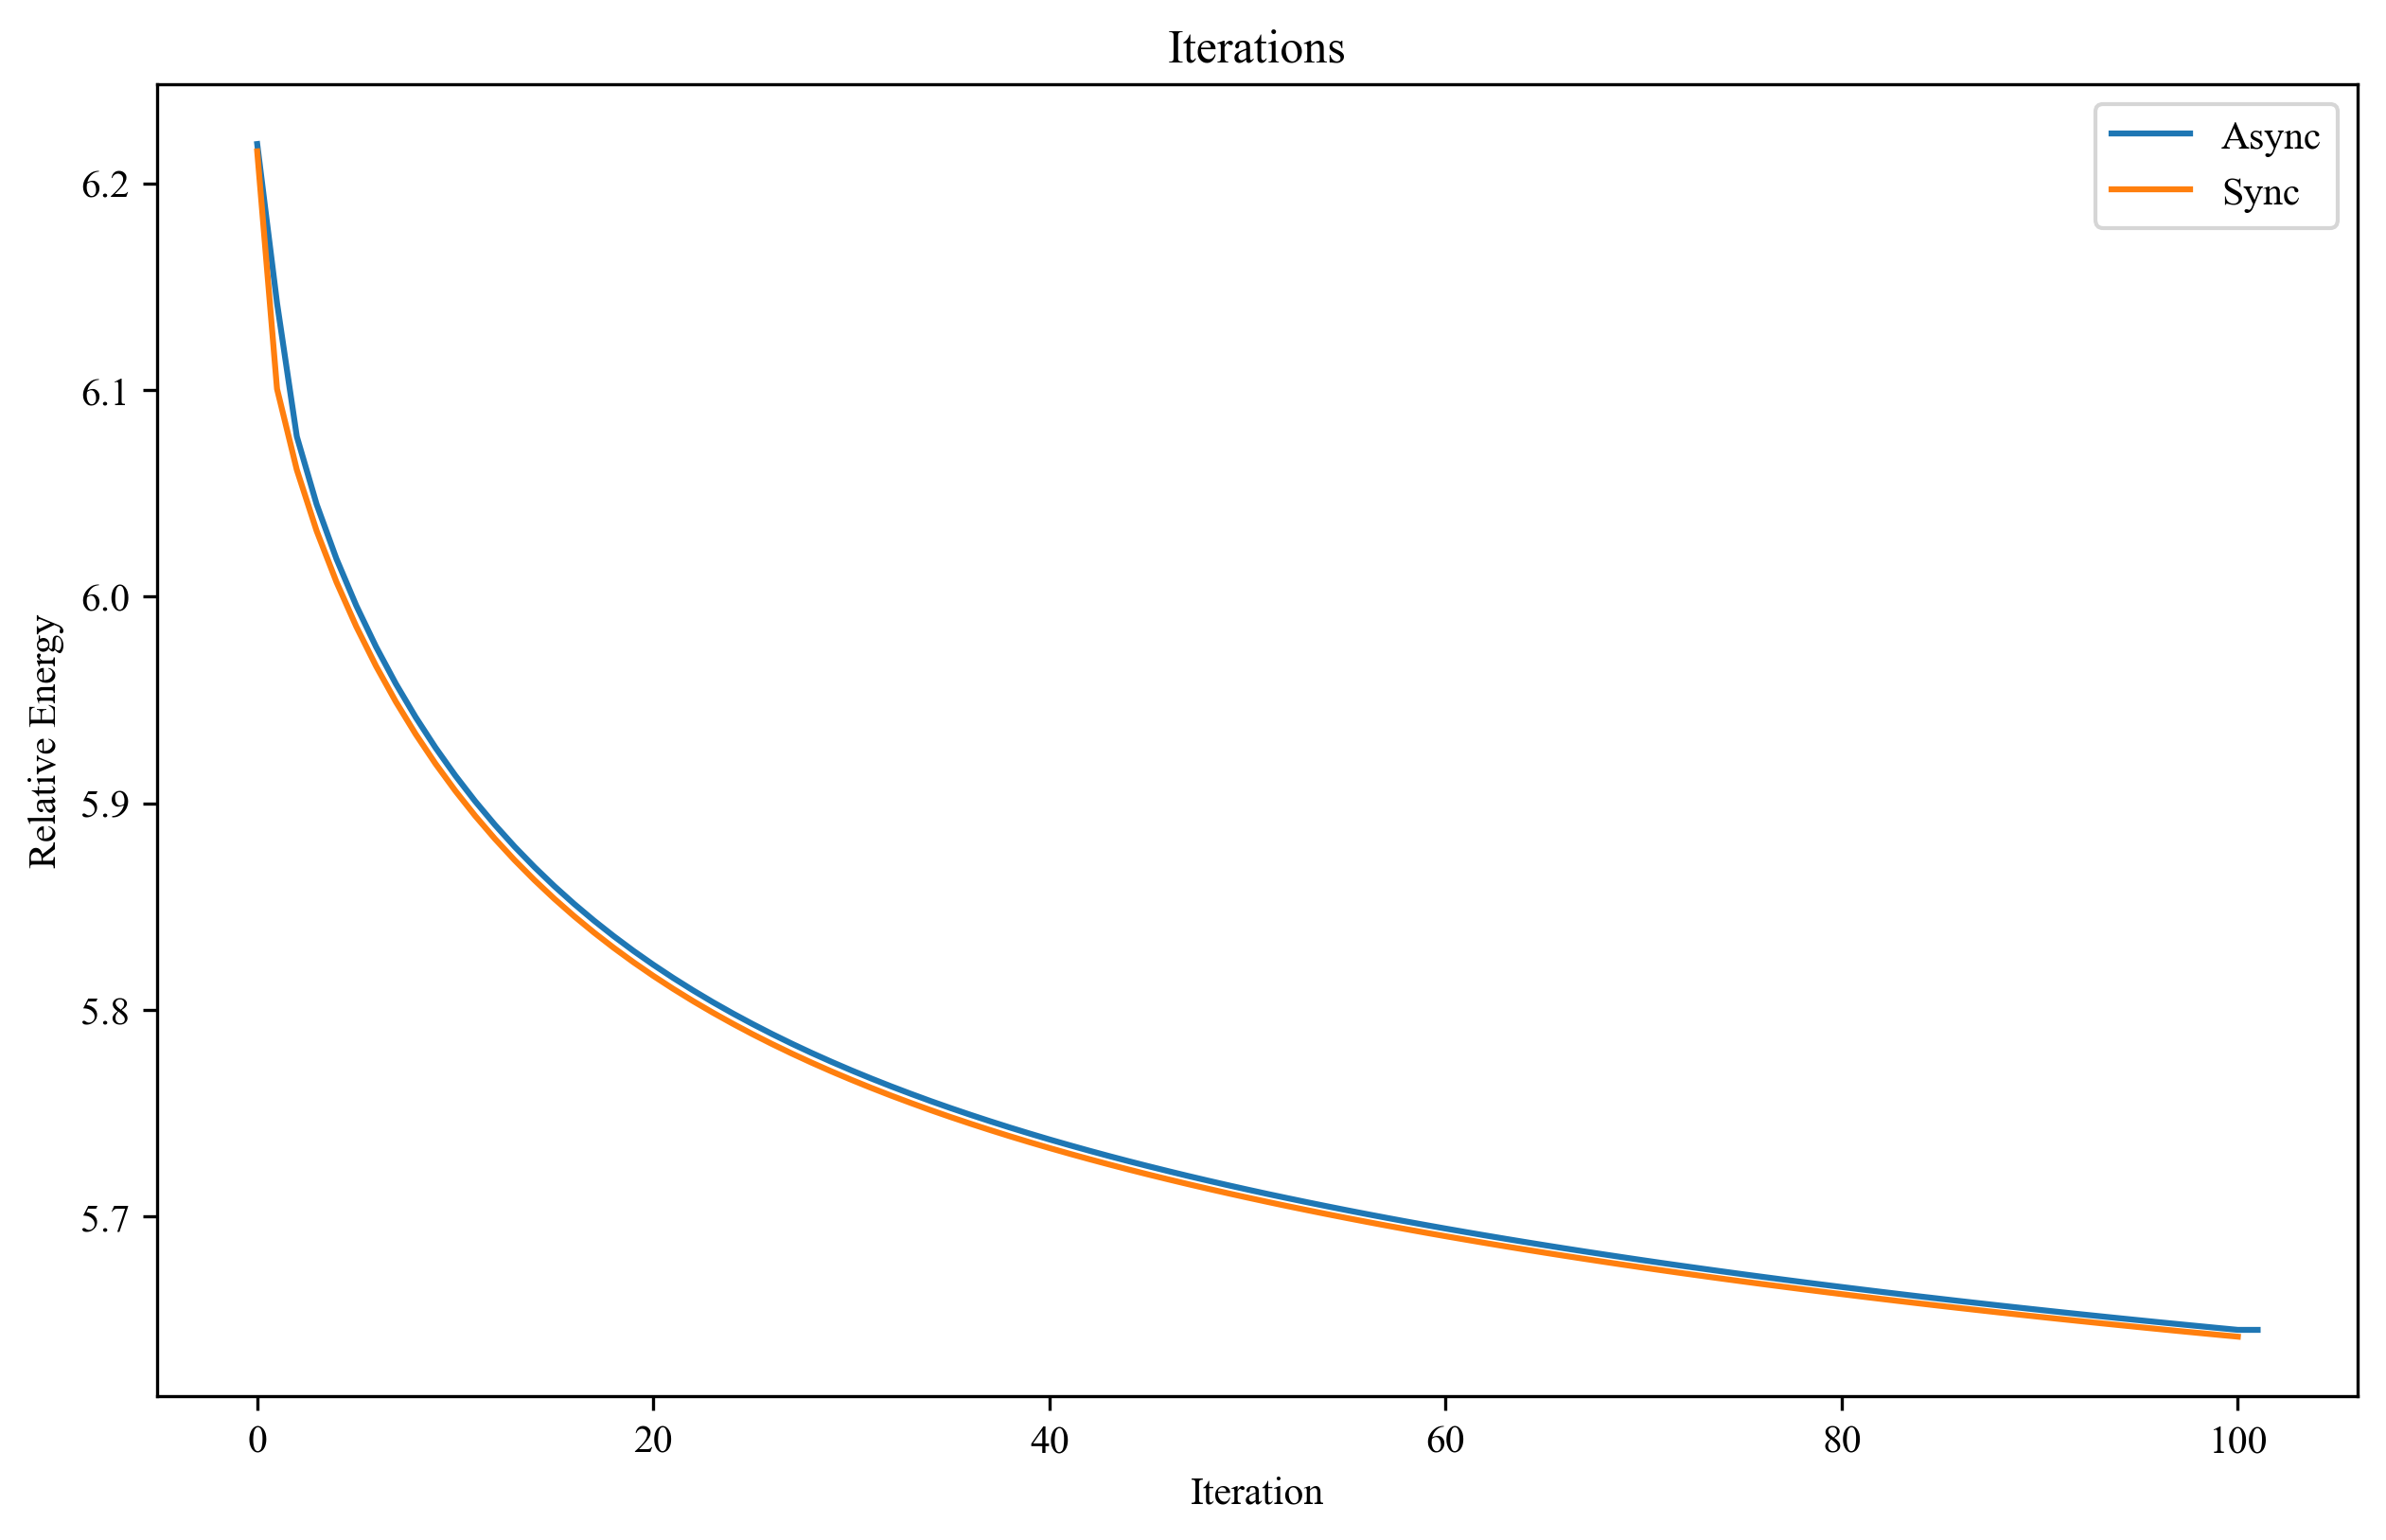 Iterations
Async
Sync
6.2
6.1
6.0
5.9
5.8
5.7
Relative Energy
0 20 40 60 80 100
Iteration